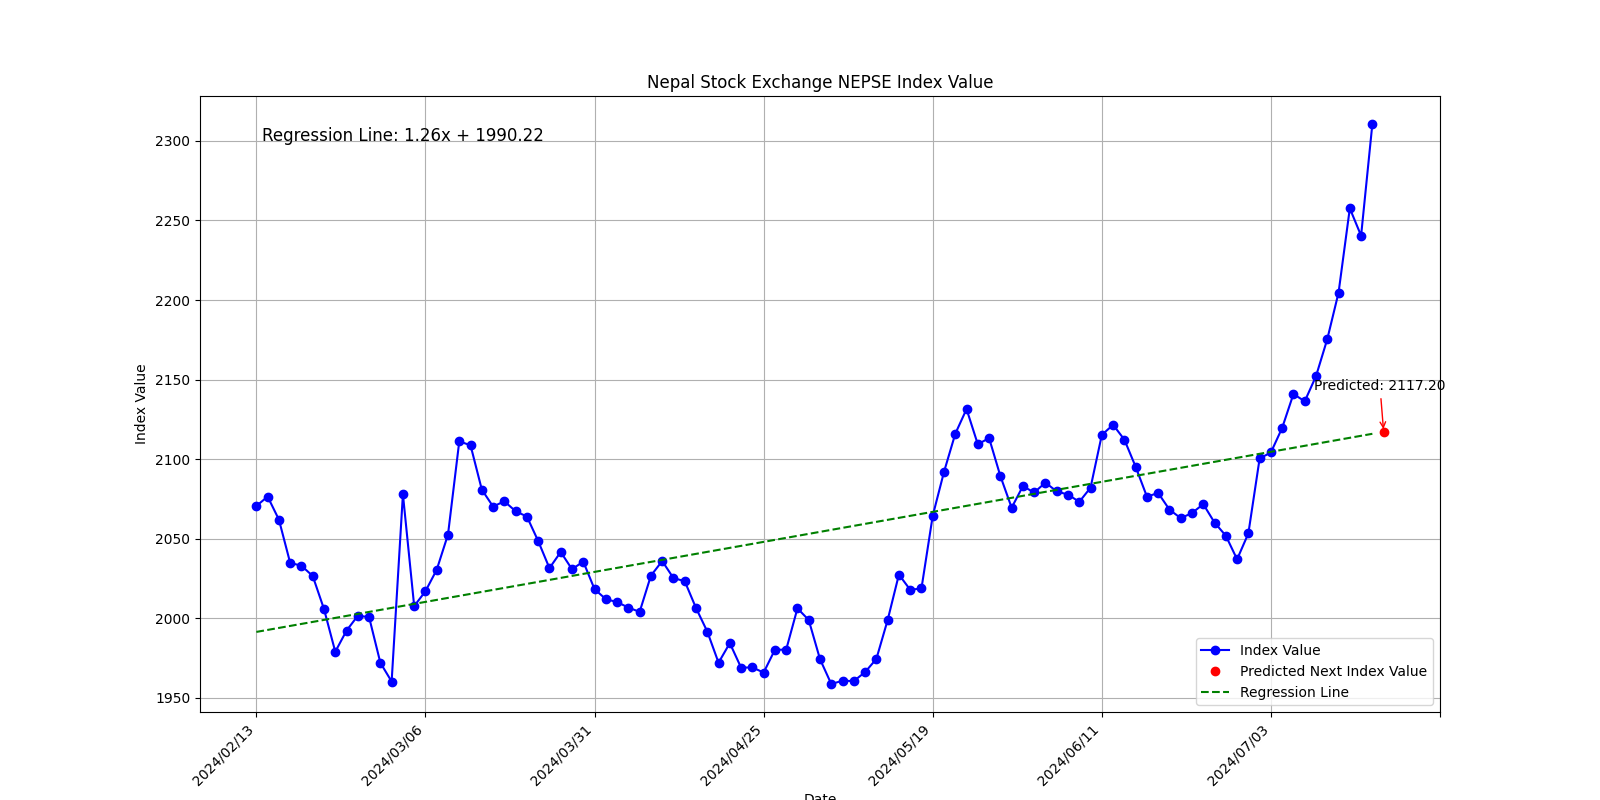 Nepal Stock Exchange NEPSE Index Value
Regression Line: 1.26x + 1990.22
2300
2250
2200
2150
2100
2050
2000
1950
Index Value
Predicted: 2117.20
Index Value
Predicted Next Index Value
Regression Line
2024/02/13
2024/03/06
2024/03/31
2024/04/25
2024/05/19
2024/06/11
2024/07/03
Date